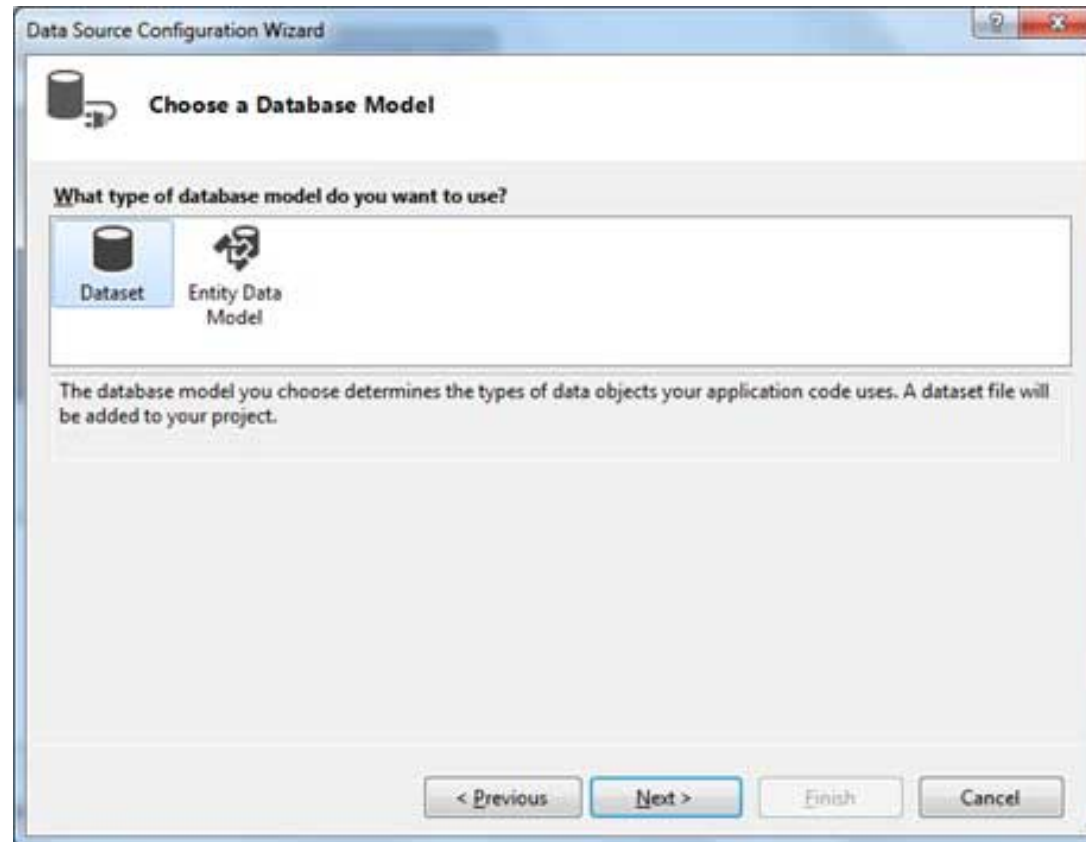 Data Source Configuration Wizard
Choose a Database Model
What type of database model do you want to use?
Dataset
Entity Data
Model
The database model you choose determines the types of data objects your application code uses. A dataset file will
be added to your project.
< Previous
Next >
Finish
Cancel